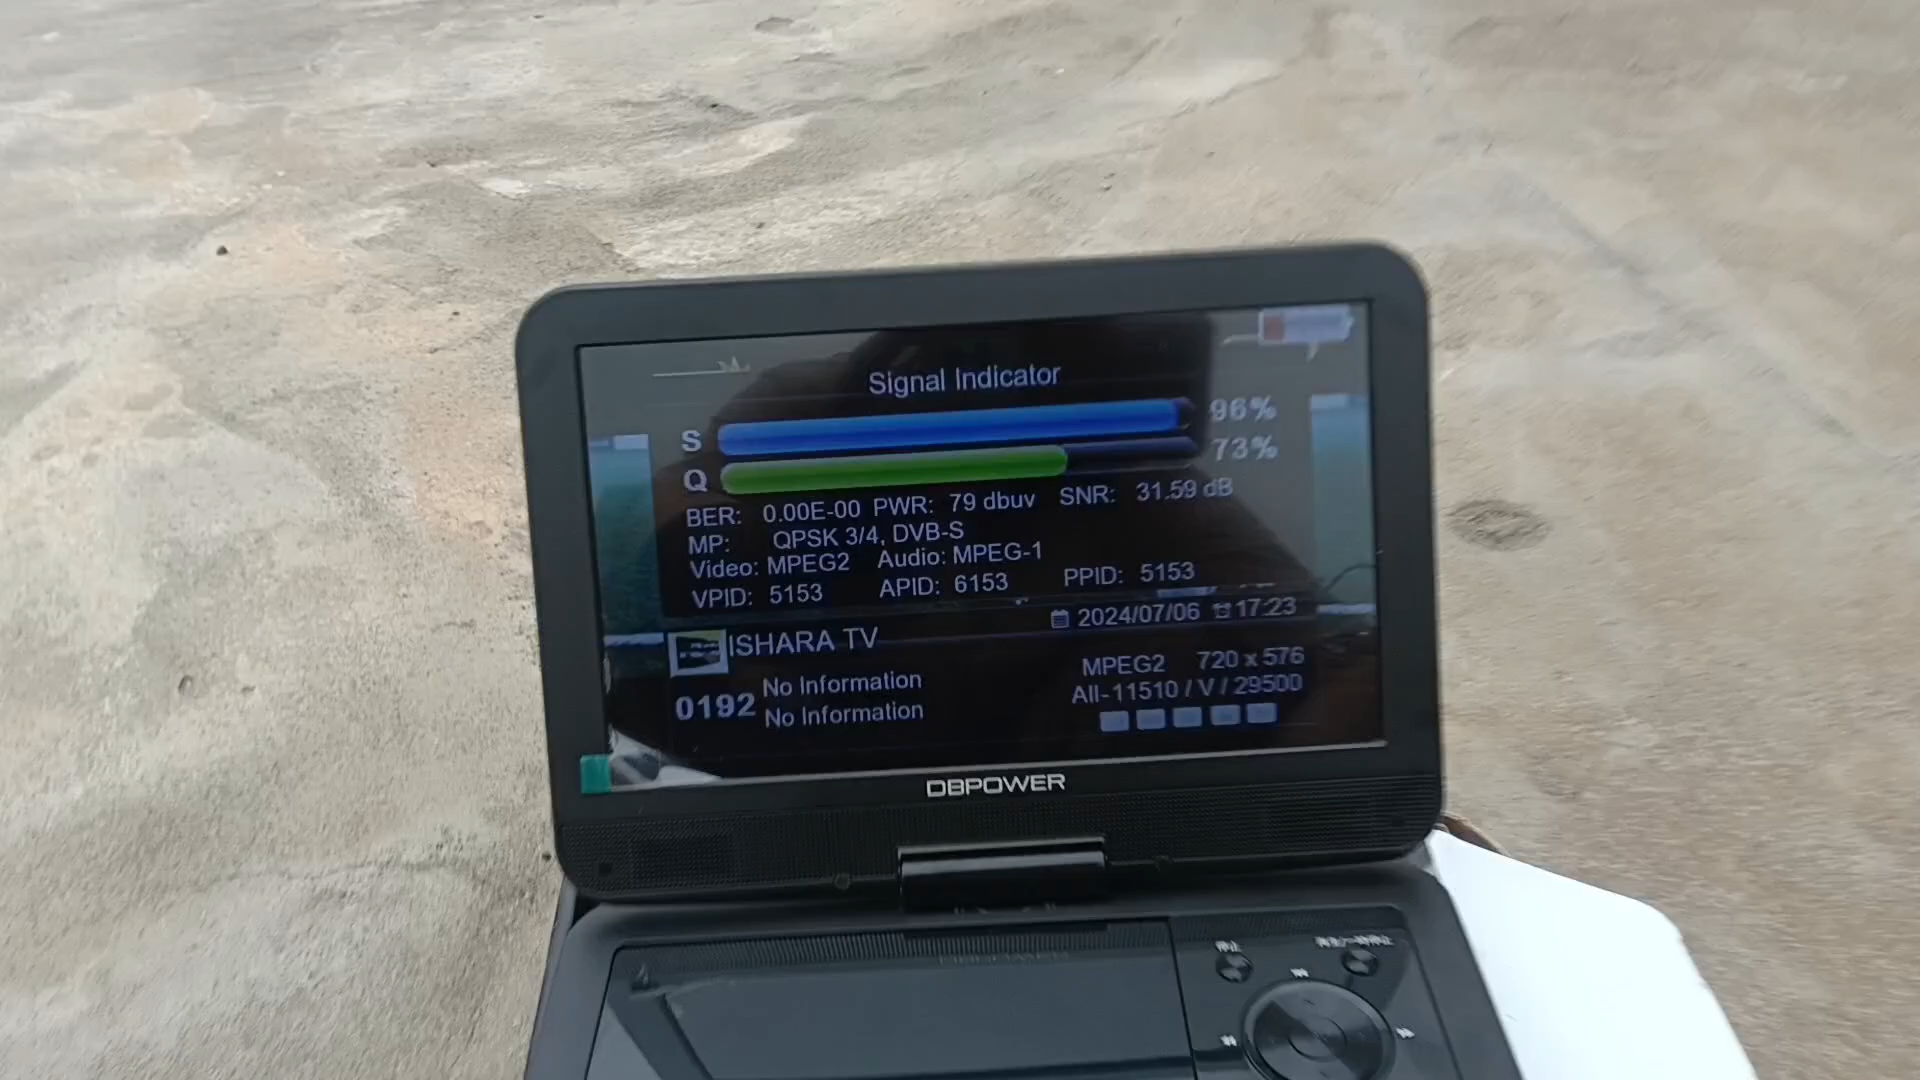 Signal Indicator
S 96%
Q 73%
BER: 0.00E-00 PWR: 79 dbuv SNR: 31.59 dB
MP: QPSK 3/4, DVB-S
Video: MPEG2 Audio: MPEG-1
VPID: 5153 APID: 6153 PPID: 5153
2024/07/06 17:23
ISHARA TV
MPEG2 720 x 576
0192 No Information
All-11510 / V / 29500
No Information
DBPOWER